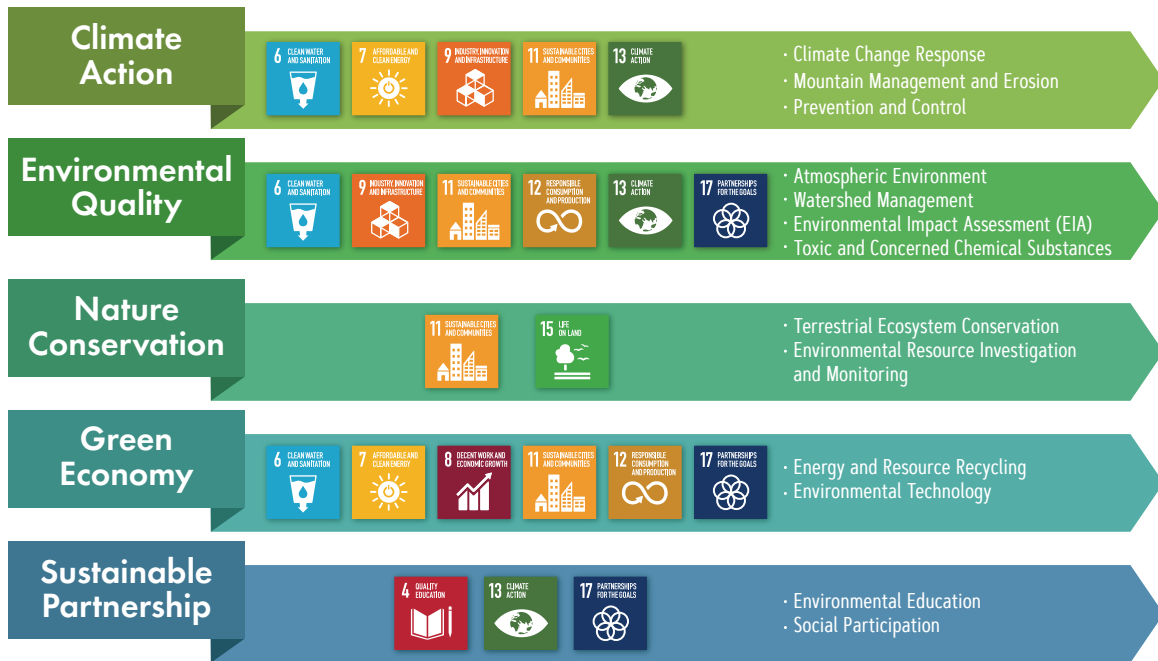 Climate
Action
6 CLEAN WATER
AND SANITATION
7 AFFORDABLE AND
CLEAN ENERGY
9 INDUSTRY, INNOVATION
AND INFRASTRUCTURE
11 SUSTAINABLE CITIES
AND COMMUNITIES
13 CLIMATE
ACTION
· Climate Change Response
· Mountain Management and Erosion
· Prevention and Control
Environmental
Quality
6 CLEAN WATER
AND SANITATION
9 INDUSTRY, INNOVATION
AND INFRASTRUCTURE
11 SUSTAINABLE CITIES
AND COMMUNITIES
12 RESPONSIBLE
CONSUMPTION
AND PRODUCTION
13 CLIMATE
ACTION
17 PARTNERSHIPS
FOR THE GOALS
· Atmospheric Environment
· Watershed Management
· Environmental Impact Assessment (EIA)
· Toxic and Concerned Chemical Substances
Nature
Conservation
11 SUSTAINABLE CITIES
AND COMMUNITIES
15 LIFE
ON LAND
· Terrestrial Ecosystem Conservation
· Environmental Resource Investigation
and Monitoring
Green
Economy
6 CLEAN WATER
AND SANITATION
7 AFFORDABLE AND
CLEAN ENERGY
8 DECENT WORK AND
ECONOMIC GROWTH
11 SUSTAINABLE CITIES
AND COMMUNITIES
12 RESPONSIBLE
CONSUMPTION
AND PRODUCTION
17 PARTNERSHIPS
FOR THE GOALS
· Energy and Resource Recycling
· Environmental Technology
Sustainable
Partnership
4 QUALITY
EDUCATION
13 CLIMATE
ACTION
17 PARTNERSHIPS
FOR THE GOALS
· Environmental Education
· Social Participation